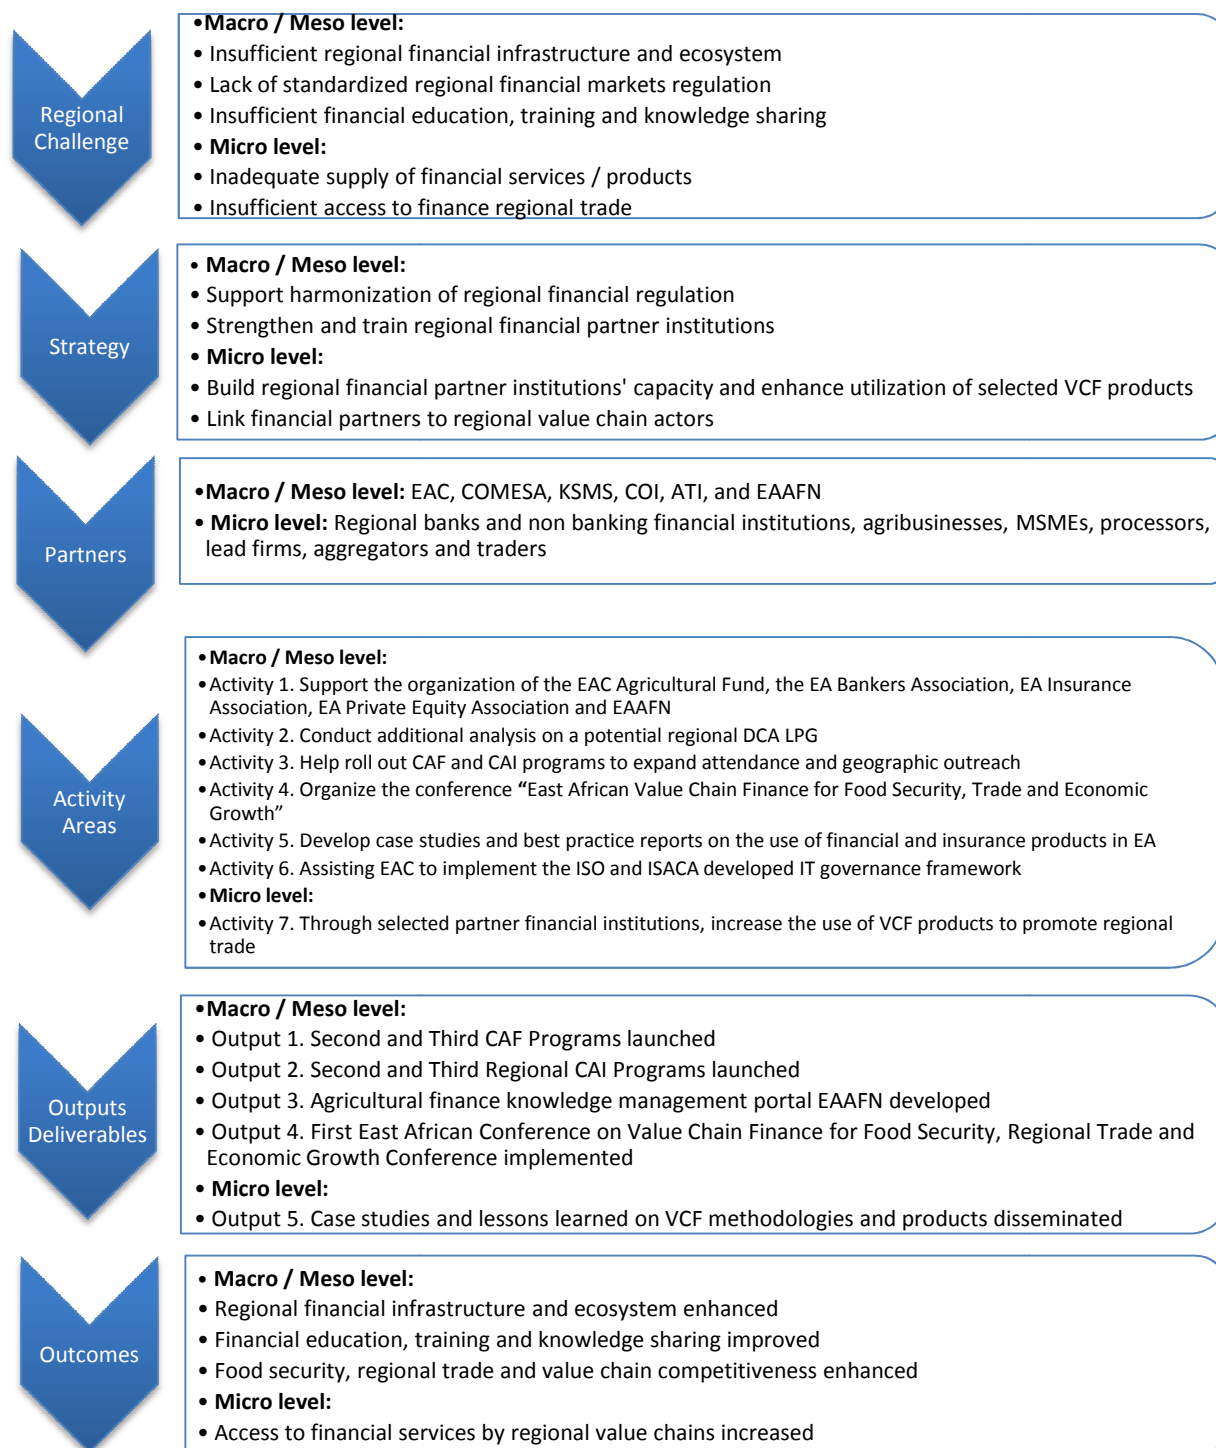 Regional
Challenge
•Macro / Meso level:
• Insufficient regional financial infrastructure and ecosystem
• Lack of standardized regional financial markets regulation
• Insufficient financial education, training and knowledge sharing
• Micro level:
• Inadequate supply of financial services / products
• Insufficient access to finance regional trade
Strategy
• Macro / Meso level:
• Support harmonization of regional financial regulation
• Strengthen and train regional financial partner institutions
• Micro level:
• Build regional financial partner institutions' capacity and enhance utilization of selected VCF products
• Link financial partners to regional value chain actors
Partners
•Macro / Meso level: EAC, COMESA, KSMS, COI, ATI, and EAAFN
• Micro level: Regional banks and non banking financial institutions, agribusinesses, MSMEs, processors,
lead firms, aggregators and traders
Activity
Areas
•Macro / Meso level:
•Activity 1. Support the organization of the EAC Agricultural Fund, the EA Bankers Association, EA Insurance
Association, EA Private Equity Association and EAAFN
•Activity 2. Conduct additional analysis on a potential regional DCA LPG
•Activity 3. Help roll out CAF and CAI programs to expand attendance and geographic outreach
•Activity 4. Organize the conference “East African Value Chain Finance for Food Security, Trade and Economic
Growth”
•Activity 5. Develop case studies and best practice reports on the use of financial and insurance products in EA
•Activity 6. Assisting EAC to implement the ISO and ISACA developed IT governance framework
•Micro level:
•Activity 7. Through selected partner financial institutions, increase the use of VCF products to promote regional
trade
Outputs
Deliverables
•Macro / Meso level:
• Output 1. Second and Third CAF Programs launched
• Output 2. Second and Third Regional CAI Programs launched
• Output 3. Agricultural finance knowledge management portal EAAFN developed
• Output 4. First East African Conference on Value Chain Finance for Food Security, Regional Trade and
Economic Growth Conference implemented
• Micro level:
• Output 5. Case studies and lessons learned on VCF methodologies and products disseminated
Outcomes
• Macro / Meso level:
• Regional financial infrastructure and ecosystem enhanced
• Financial education, training and knowledge sharing improved
• Food security, regional trade and value chain competitiveness enhanced
• Micro level:
• Access to financial services by regional value chains increased